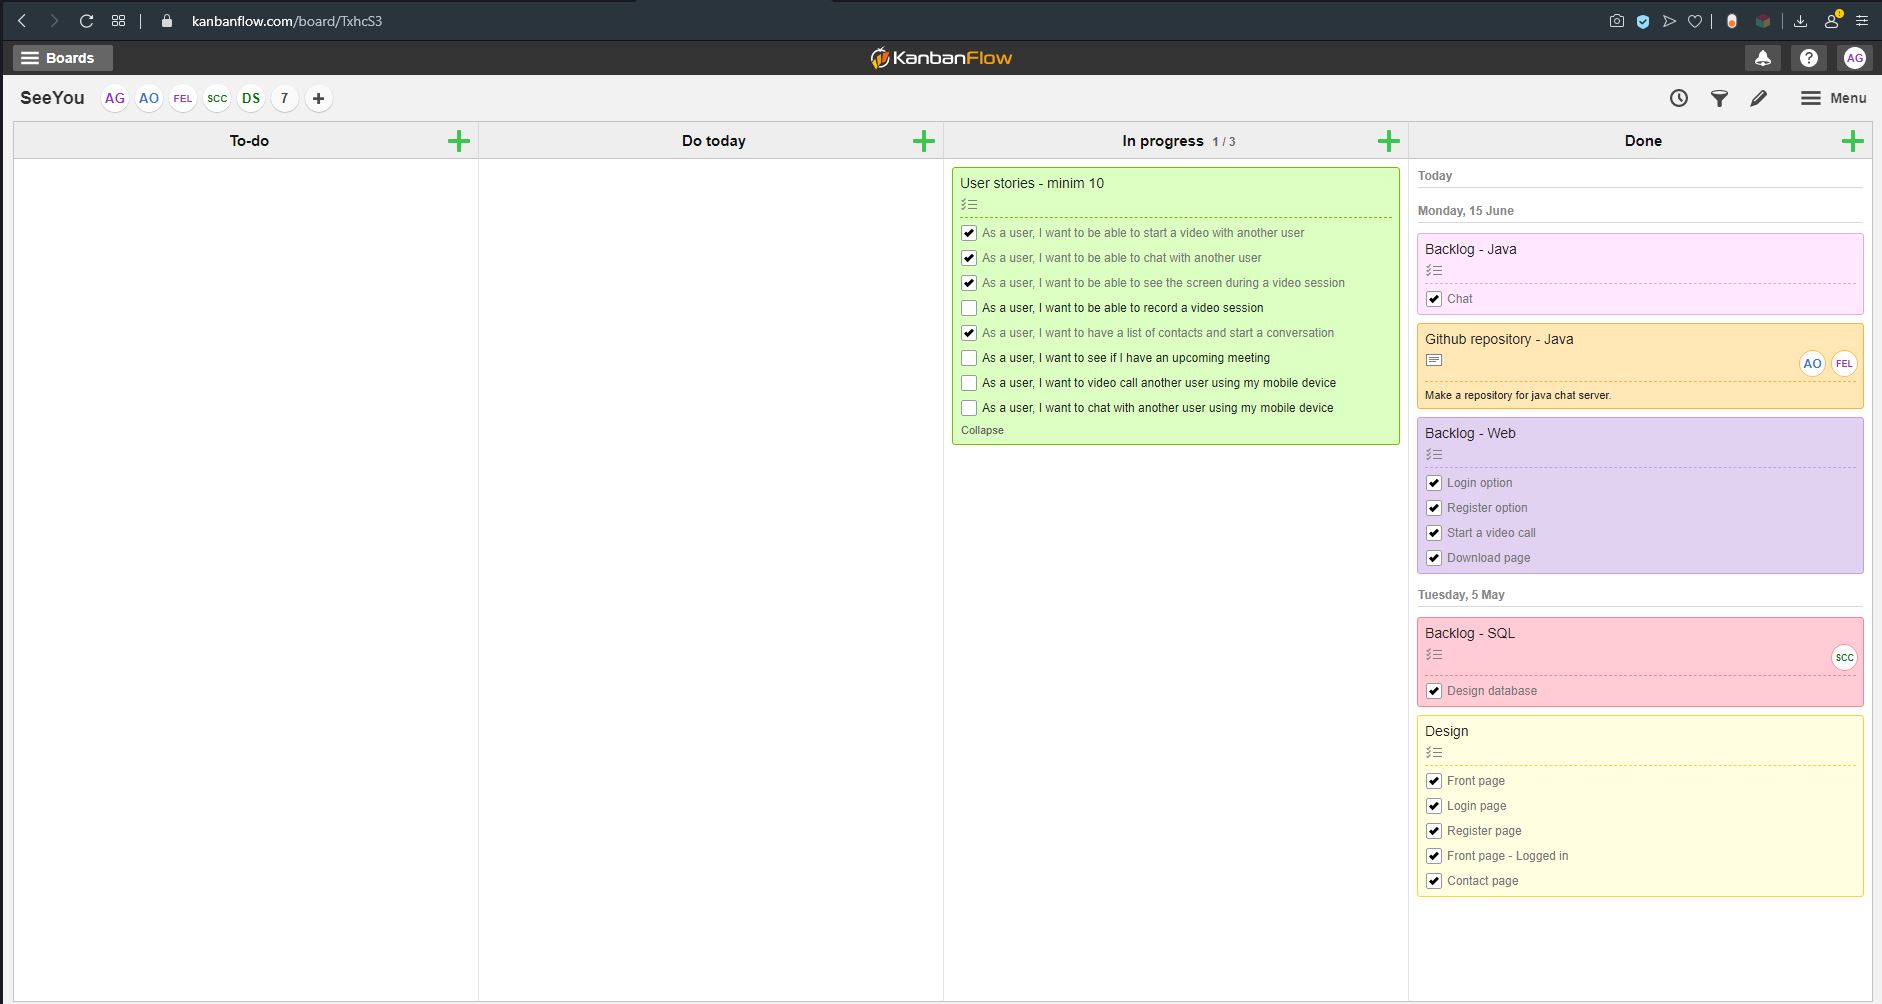 kanbanflow.com/board/TxhcS3
Boards
KanbanFlow
AG
SeeYou AG AO FEL SCC DS 7
Menu
To-do
Do today
In progress 1 / 3
Done
User stories - minim 10
As a user, I want to be able to start a video with another user
As a user, I want to be able to chat with another user
As a user, I want to be able to see the screen during a video session
As a user, I want to be able to record a video session
As a user, I want to have a list of contacts and start a conversation
As a user, I want to see if I have an upcoming meeting
As a user, I want to video call another user using my mobile device
As a user, I want to chat with another user using my mobile device
Collapse
Today
Monday, 15 June
Backlog - Java
Chat
Github repository - Java
AO FEL
Make a repository for java chat server.
Backlog - Web
Login option
Register option
Start a video call
Download page
Tuesday, 5 May
Backlog - SQL
SCC
Design database
Design
Front page
Login page
Register page
Front page - Logged in
Contact page